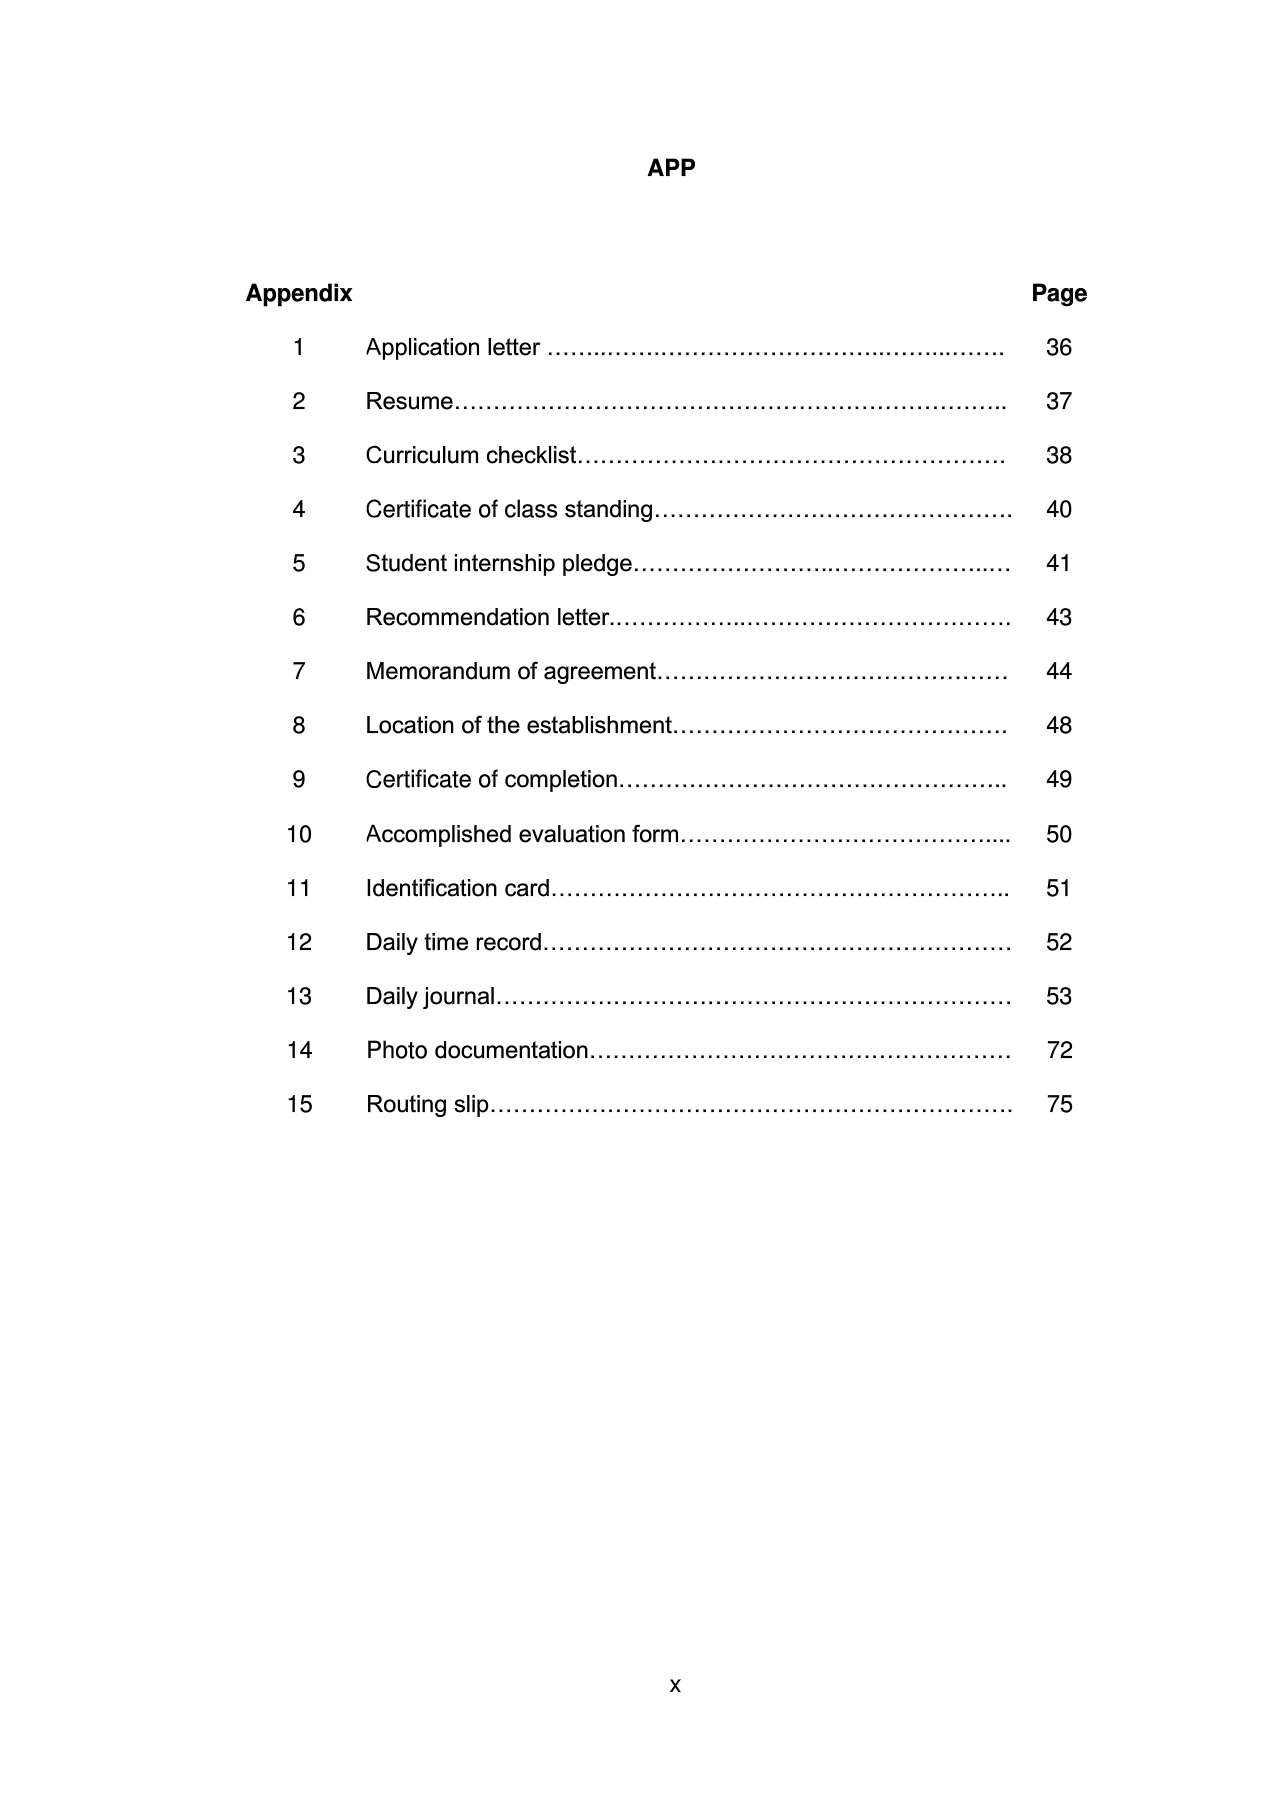 APP
Appendix Page
1 Application letter ……..……..………………………..……...…….. 36
2 Resume…………………………………………………………….. 37
3 Curriculum checklist………………………………………………. 38
4 Certificate of class standing………………………………………. 40
5 Student internship pledge……………………..………………..… 41
6 Recommendation letter.……………..……………………………. 43
7 Memorandum of agreement……………………………………… 44
8 Location of the establishment……………………………………. 48
9 Certificate of completion………………………………………….. 49
10 Accomplished evaluation form………………………………….... 50
11 Identification card………………………………………………….. 51
12 Daily time record…………………………………………………… 52
13 Daily journal………………………………………………………… 53
14 Photo documentation……………………………………………… 72
15 Routing slip…………………………………………………………. 75
x